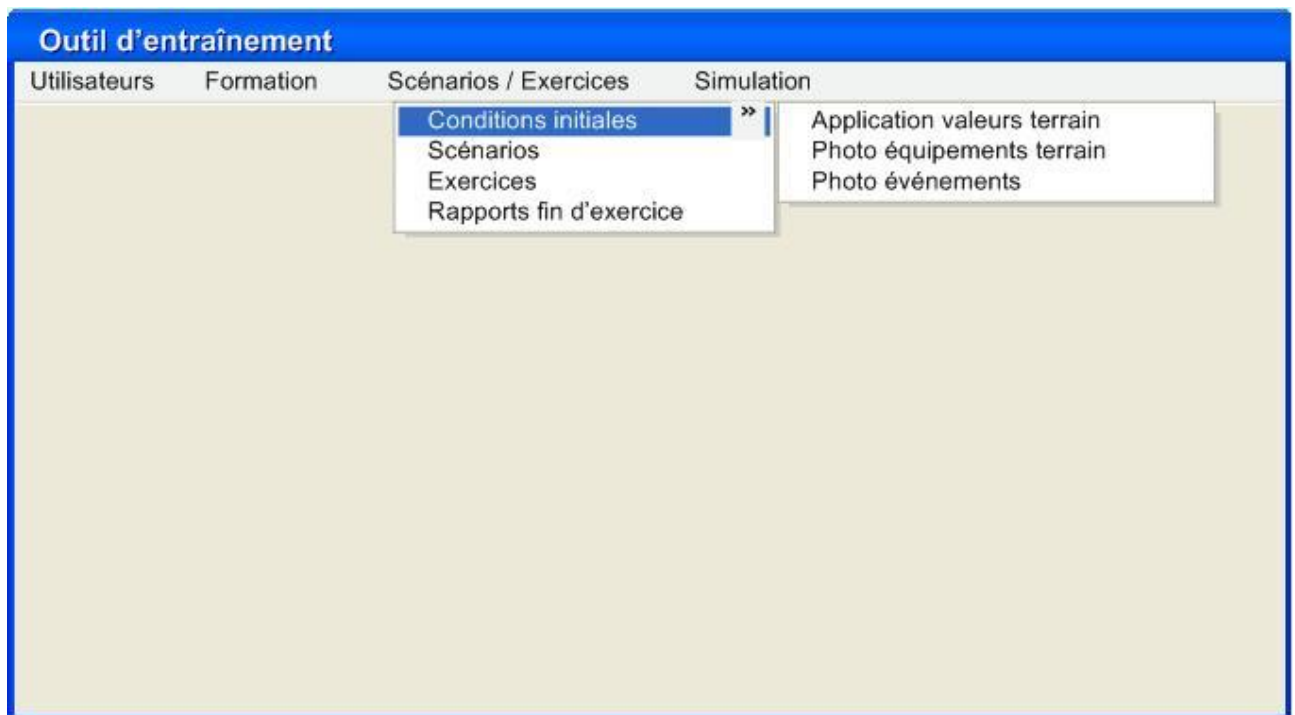 Outil d'entraînement
Utilisateurs Formation Scénarios / Exercices Simulation
Conditions initiales »
Scénarios
Exercices
Rapports fin d'exercice
Application valeurs terrain
Photo équipements terrain
Photo événements